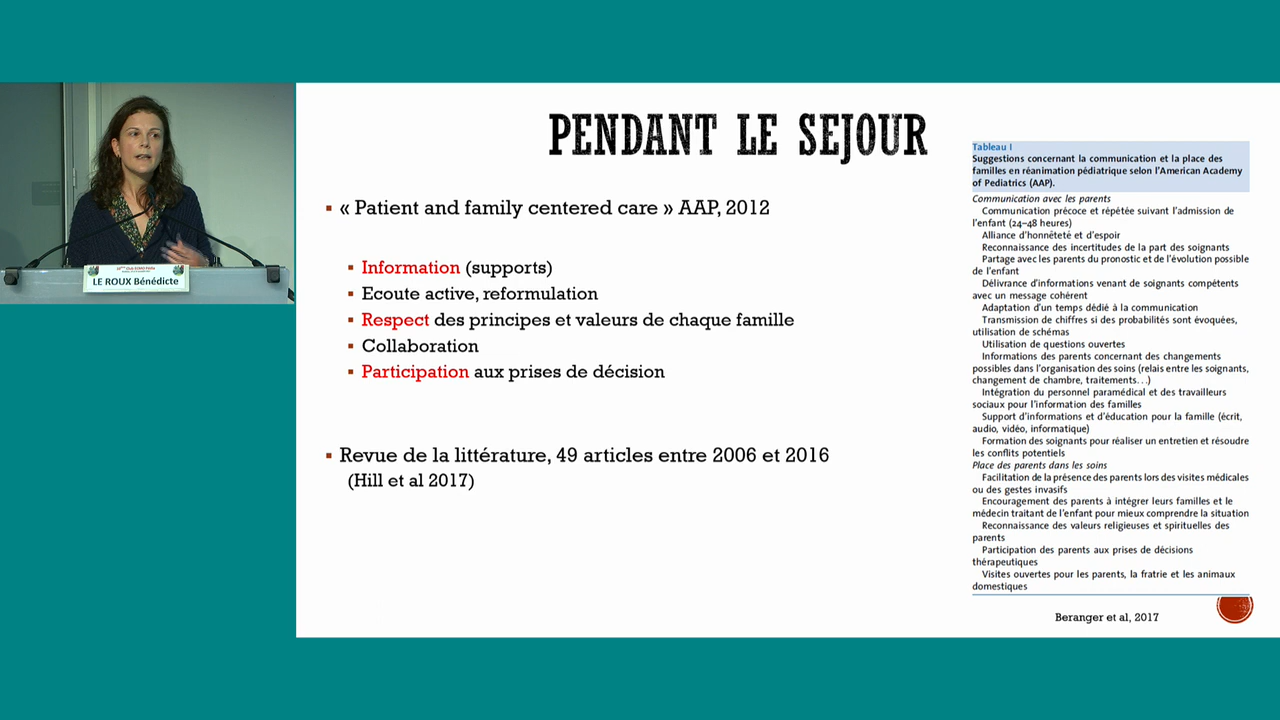 LE ROUX Bénédicte
PENDANT LE SEJOUR
▪ « Patient and family centered care » AAP, 2012
▪ Information (supports)
▪ Ecoute active, reformulation
▪ Respect des principes et valeurs de chaque famille
▪ Collaboration
▪ Participation aux prises de décision
▪ Revue de la littérature, 49 articles entre 2006 et 2016
(Hill et al 2017)
Tableau I
Suggestions concernant la communication et la place des
familles en réanimation pédiatrique selon l'American Academy
of Pediatrics (AAP).
Communication avec les parents
Communication précoce et répétée suivant l'admission de
l'enfant (24–48 heures)
Alliance d'honnêteté et d'espoir
Reconnaissance des incertitudes de la part des soignants
Partage avec les parents du pronostic et de l'évolution possible
de l'enfant
Délivrance d'informations venant de soignants compétents
avec un message cohérent
Adaptation d'un temps dédié à la communication
Transmission de chiffres si des probabilités sont évoquées,
utilisation de schémas
Utilisation de questions ouvertes
Informations des parents concernant des changements
possibles dans l'organisation des soins (relais entre les soignants,
changement de chambre, traitements...)
Intégration du personnel paramédical et des travailleurs
sociaux pour l'information des familles
Support d'informations et d'éducation pour la famille (écrit,
audio, vidéo, informatique)
Formation des soignants pour réaliser un entretien et résoudre
les conflits potentiels
Place des parents dans les soins
Facilitation de la présence des parents lors des visites médicales
ou des gestes invasifs
Encouragement des parents à intégrer leurs familles et le
médecin traitant de l'enfant pour mieux comprendre la situation
Reconnaissance des valeurs religieuses et spirituelles des
parents
Participation des parents aux prises de décisions
thérapeutiques
Visites ouvertes pour les parents, la fratrie et les animaux
domestiques
Beranger et al, 2017